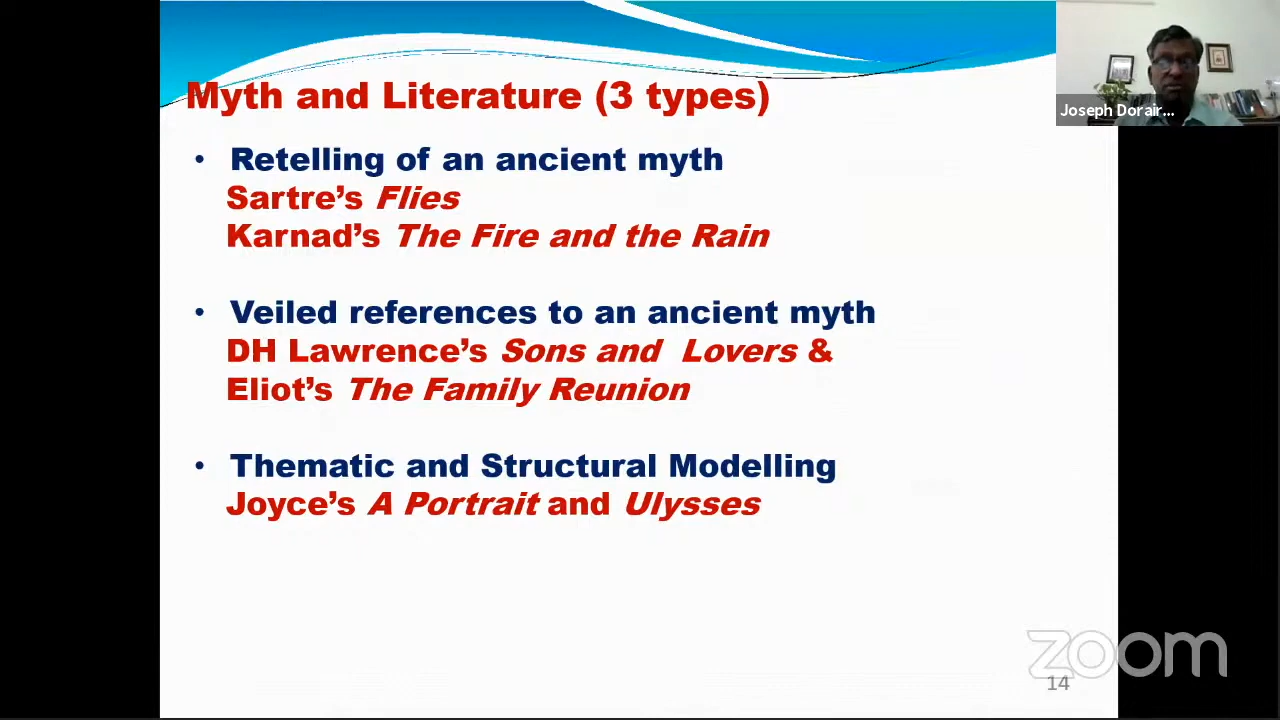 Myth and Literature (3 types)
Joseph Dorair...
• Retelling of an ancient myth
Sartre’s Flies
Karnad’s The Fire and the Rain
• Veiled references to an ancient myth
DH Lawrence’s Sons and Lovers &
Eliot’s The Family Reunion
• Thematic and Structural Modelling
Joyce’s A Portrait and Ulysses
zoom
14